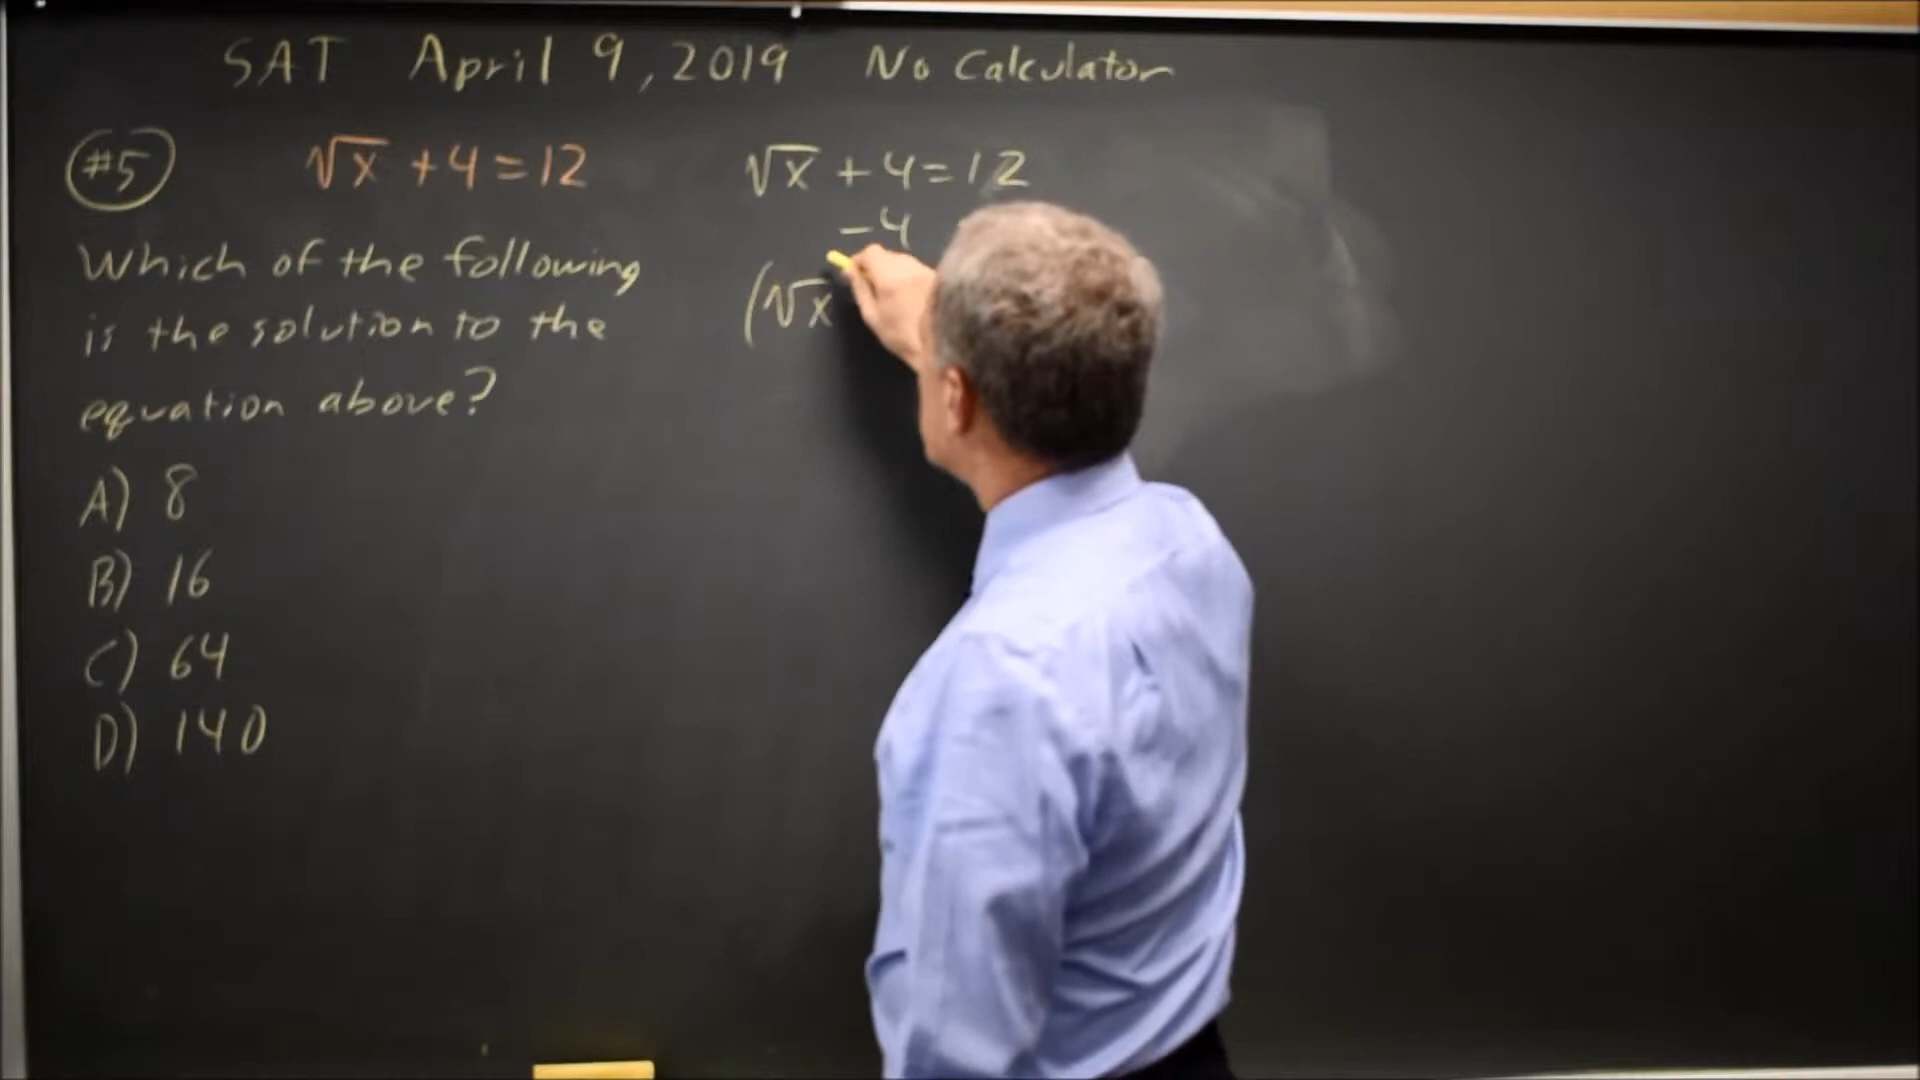 SAT April 9, 2019 No Calculator
#5 √x + 4 = 12
Which of the following
is the solution to the
equation above?
A) 8
B) 16
C) 64
D) 140
√x + 4 = 12
-4
(√x